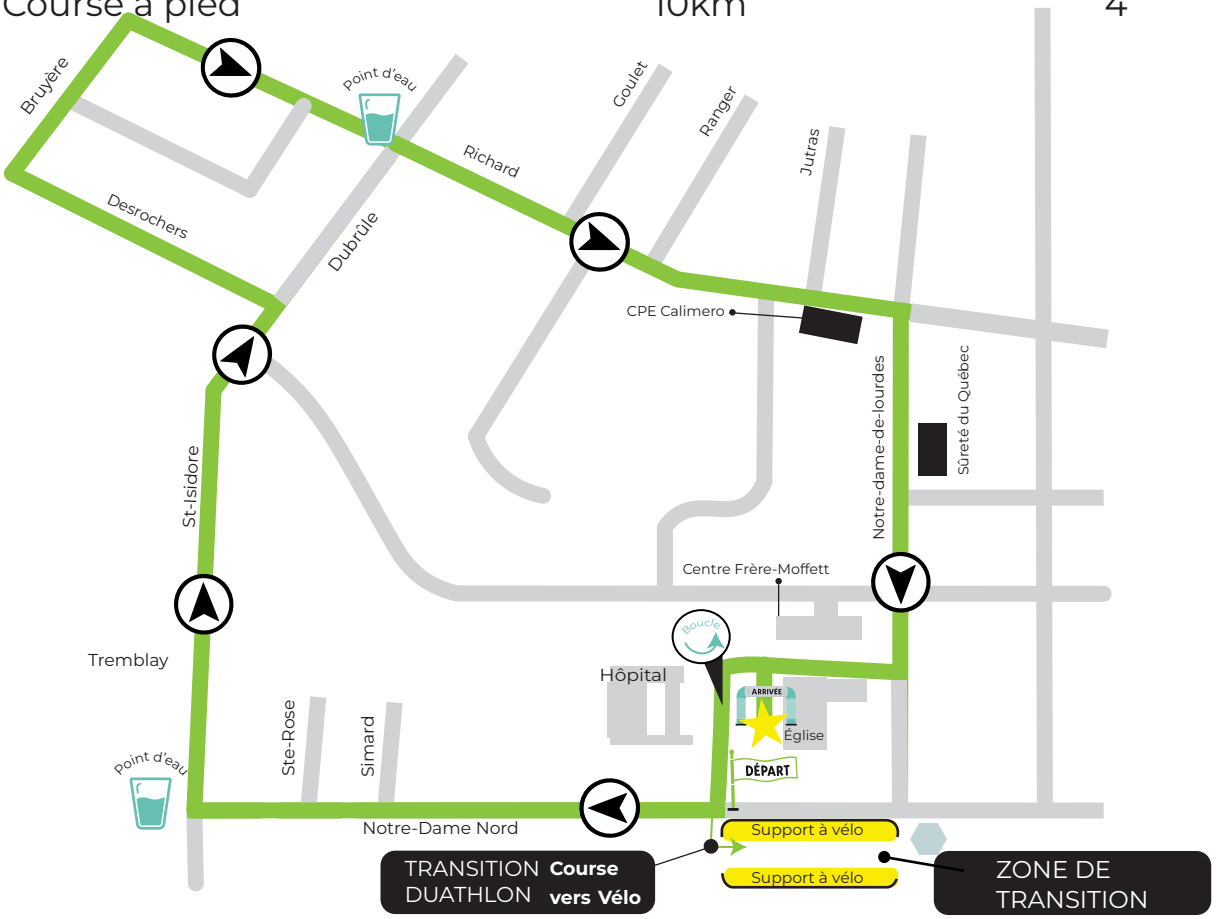 Course à pied
10km
4
Bruyère
Point d'eau
Goulet
Ranger
Jutras
Richard
Desrochers
Dubrûle
CPE Calimero
Notre-dame-de-lourdes
Sûreté du Québec
St-Isidore
Centre Frère-Moffett
Boucle
Tremblay
Hôpital
ARRIVÉE
Église
Ste-Rose
Simard
Point d'eau
DÉPART
Notre-Dame Nord
Support à vélo
TRANSITION Course
DUATHLON vers Vélo
Support à vélo
ZONE DE
TRANSITION